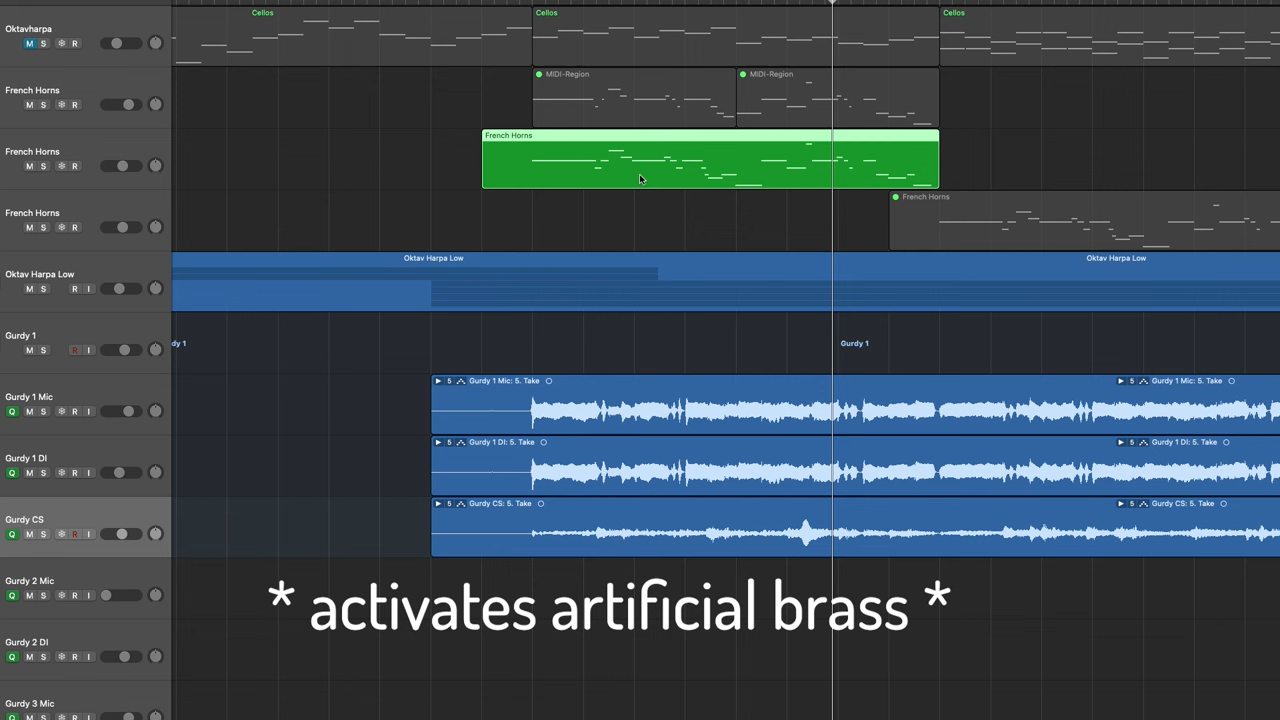 Cellos Cellos Cellos
Oktavharpa
M S R
MIDI-Region MIDI-Region
French Horns
M S R
French Horns
French Horns
M S R
French Horns
French Horns
M S R
Oktav Harpa Low Oktav Harpa Low
Oktav Harpa Low
M S R I
Gurdy 1
dy 1 Gurdy 1
M S R I
5 Gurdy 1 Mic: 5. Take 5 Gurdy 1 Mic: 5. Take
Gurdy 1 Mic
Q M S R I
5 Gurdy 1 DI: 5. Take 5 Gurdy 1 DI: 5. Take
Gurdy 1 DI
Q M S R I
5 Gurdy CS: 5. Take 5 Gurdy CS: 5. Take
Gurdy CS
Q M S R I
Gurdy 2 Mic
Q M S R I
* activates artificial brass *
Gurdy 2 DI
Q M S R I
Gurdy 3 Mic
Q M S R I